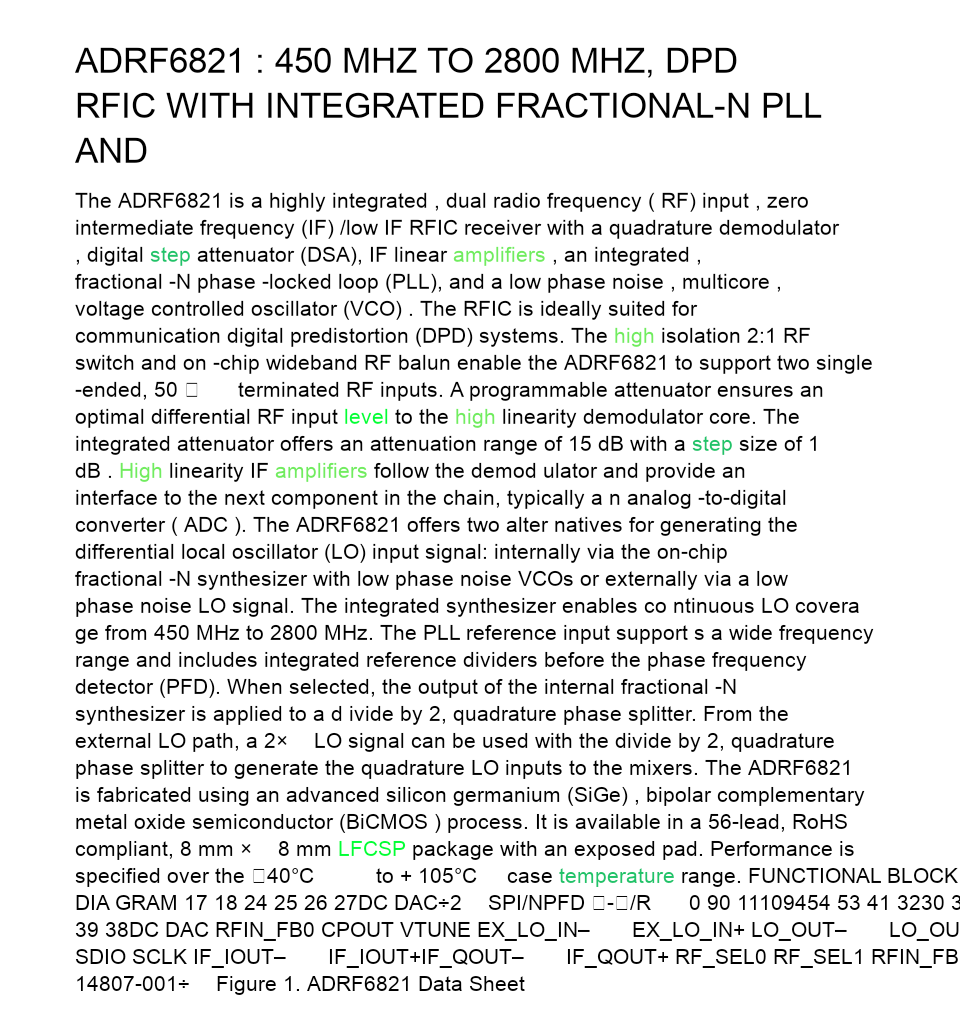 ADRF6821 : 450 MHZ TO 2800 MHZ, DPD
RFIC WITH INTEGRATED FRACTIONAL-N PLL
AND
The ADRF6821 is a highly integrated , dual radio frequency ( RF) input , zero
intermediate frequency (IF) /low IF RFIC receiver with a quadrature demodulator
, digital step attenuator (DSA), IF linear amplifiers , an integrated ,
fractional -N phase -locked loop (PLL), and a low phase noise , multicore ,
voltage controlled oscillator (VCO) . The RFIC is ideally suited for
communication digital predistortion (DPD) systems. The high isolation 2:1 RF
switch and on -chip wideband RF balun enable the ADRF6821 to support two single
-ended, 50 □ terminated RF inputs. A programmable attenuator ensures an
optimal differential RF input level to the high linearity demodulator core. The
integrated attenuator offers an attenuation range of 15 dB with a step size of 1
dB . High linearity IF amplifiers follow the demod ulator and provide an
interface to the next component in the chain, typically a n analog -to-digital
converter ( ADC ). The ADRF6821 offers two alter natives for generating the
differential local oscillator (LO) input signal: internally via the on-chip
fractional -N synthesizer with low phase noise VCOs or externally via a low
phase noise LO signal. The integrated synthesizer enables co ntinuous LO covera
ge from 450 MHz to 2800 MHz. The PLL reference input support s a wide frequency
range and includes integrated reference dividers before the phase frequency
detector (PFD). When selected, the output of the internal fractional -N
synthesizer is applied to a d ivide by 2, quadrature phase splitter. From the
external LO path, a 2× LO signal can be used with the divide by 2, quadrature
phase splitter to generate the quadrature LO inputs to the mixers. The ADRF6821
is fabricated using an advanced silicon germanium (SiGe) , bipolar complementary
metal oxide semiconductor (BiCMOS ) process. It is available in a 56-lead, RoHS
compliant, 8 mm × 8 mm LFCSP package with an exposed pad. Performance is
specified over the □40°C to + 105°C case temperature range. FUNCTIONAL BLOCK
DIA GRAM 17 18 24 25 26 27DC DAC÷2 SPI/NPFD □-□/R 0 90 11109454 53 41 3230
39 38DC DAC RFIN_FB0 CPOUT VTUNE EX_LO_IN– EX_LO_IN+ LO_OUT– LO_OU
SDIO SCLK IF_IOUT– IF_IOUT+IF_QOUT– IF_QOUT+ RF_SEL0 RF_SEL1 RFIN_FB
14807-001÷ Figure 1. ADRF6821 Data Sheet